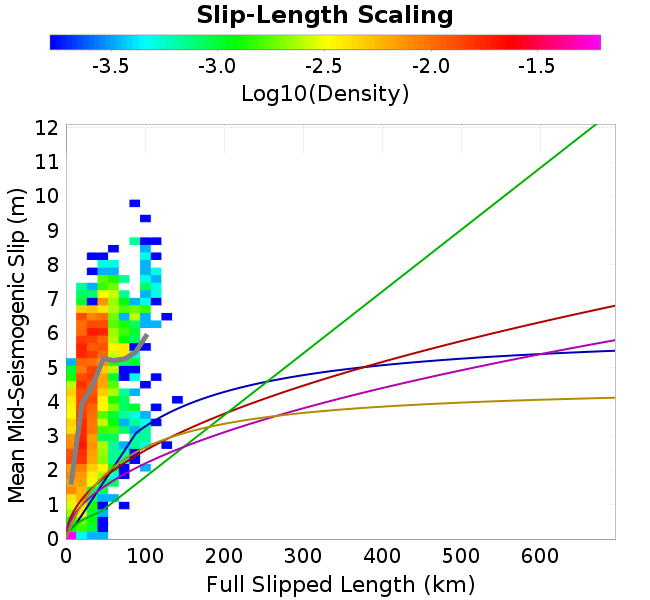 Slip-Length Scaling
-3.5 -3.0 -2.5 -2.0 -1.5
Log10(Density)
12
11
10
9
8
7
6
5
4
3
2
1
0
Mean Mid-Seismogenic Slip (m)
0 100 200 300 400 500 600
Full Slipped Length (km)